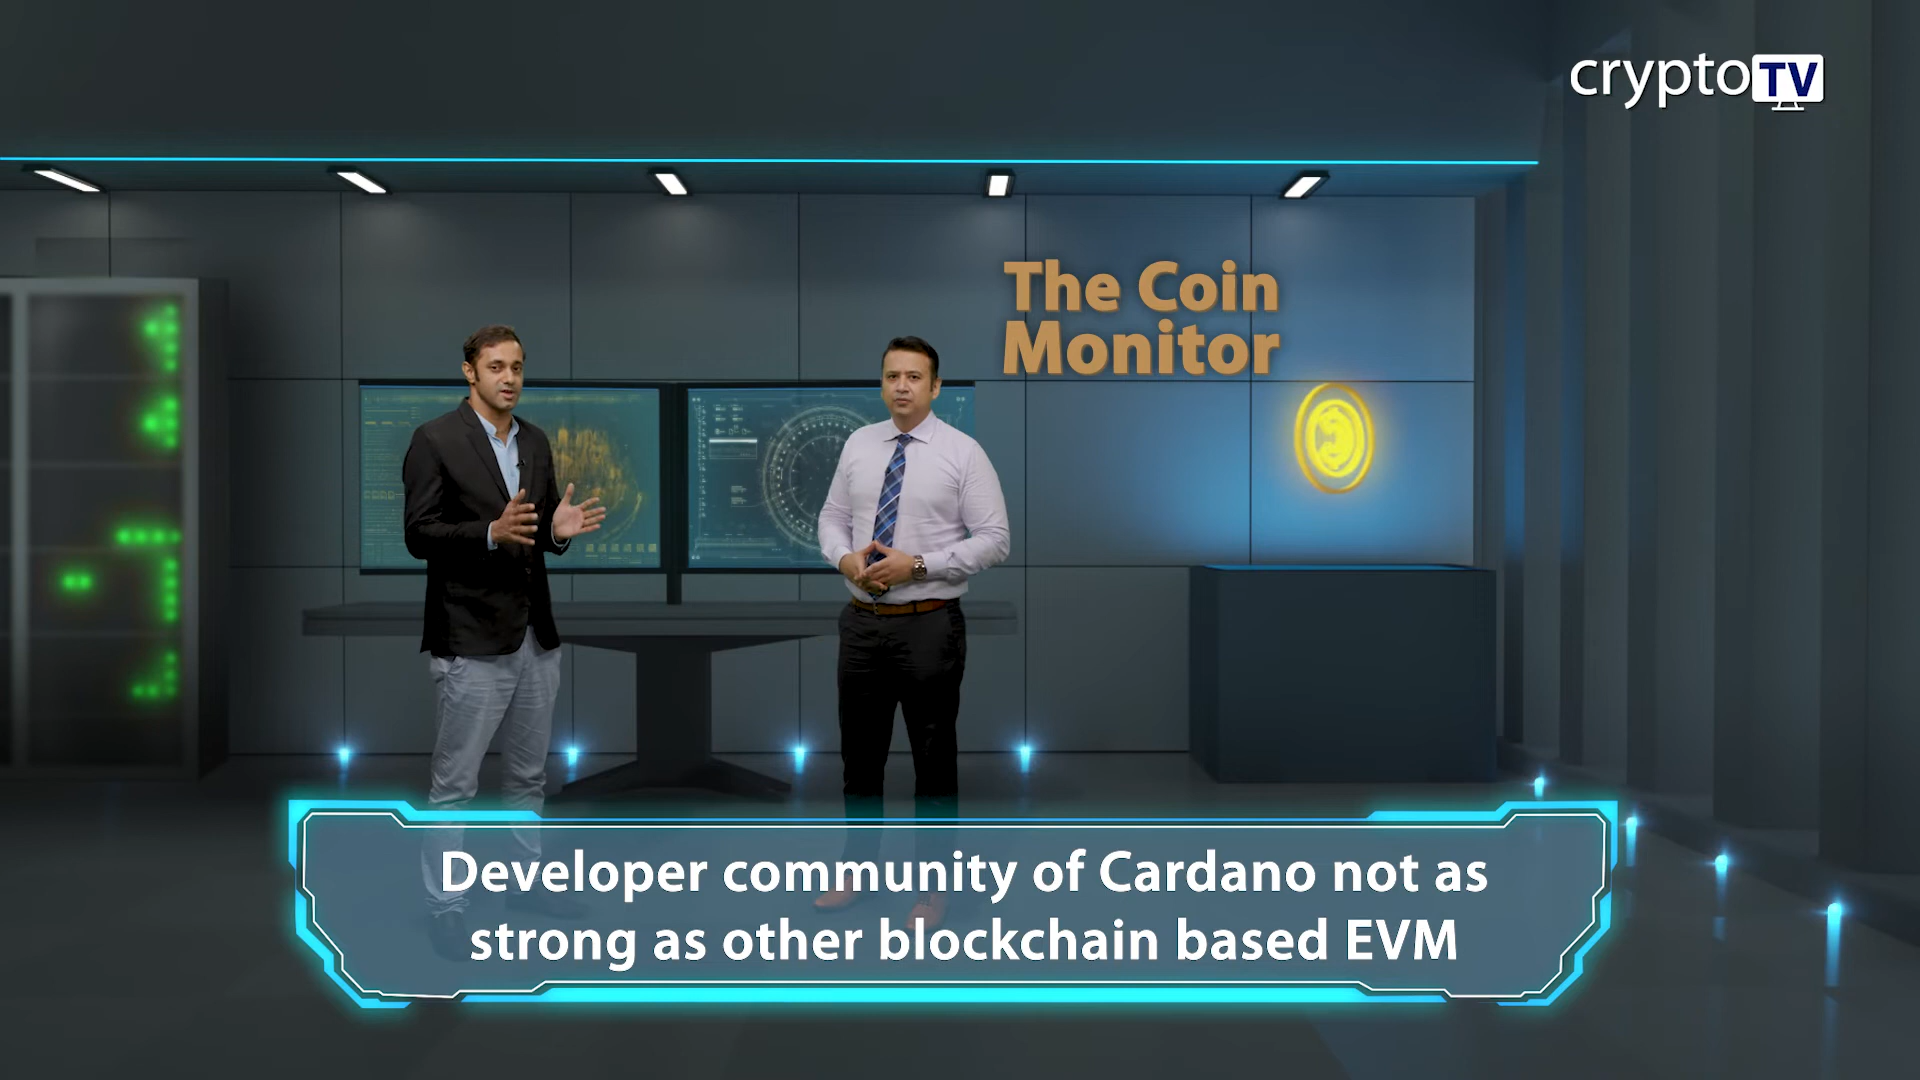 cryptoTV
The Coin
Monitor
Developer community of Cardano not as
strong as other blockchain based EVM